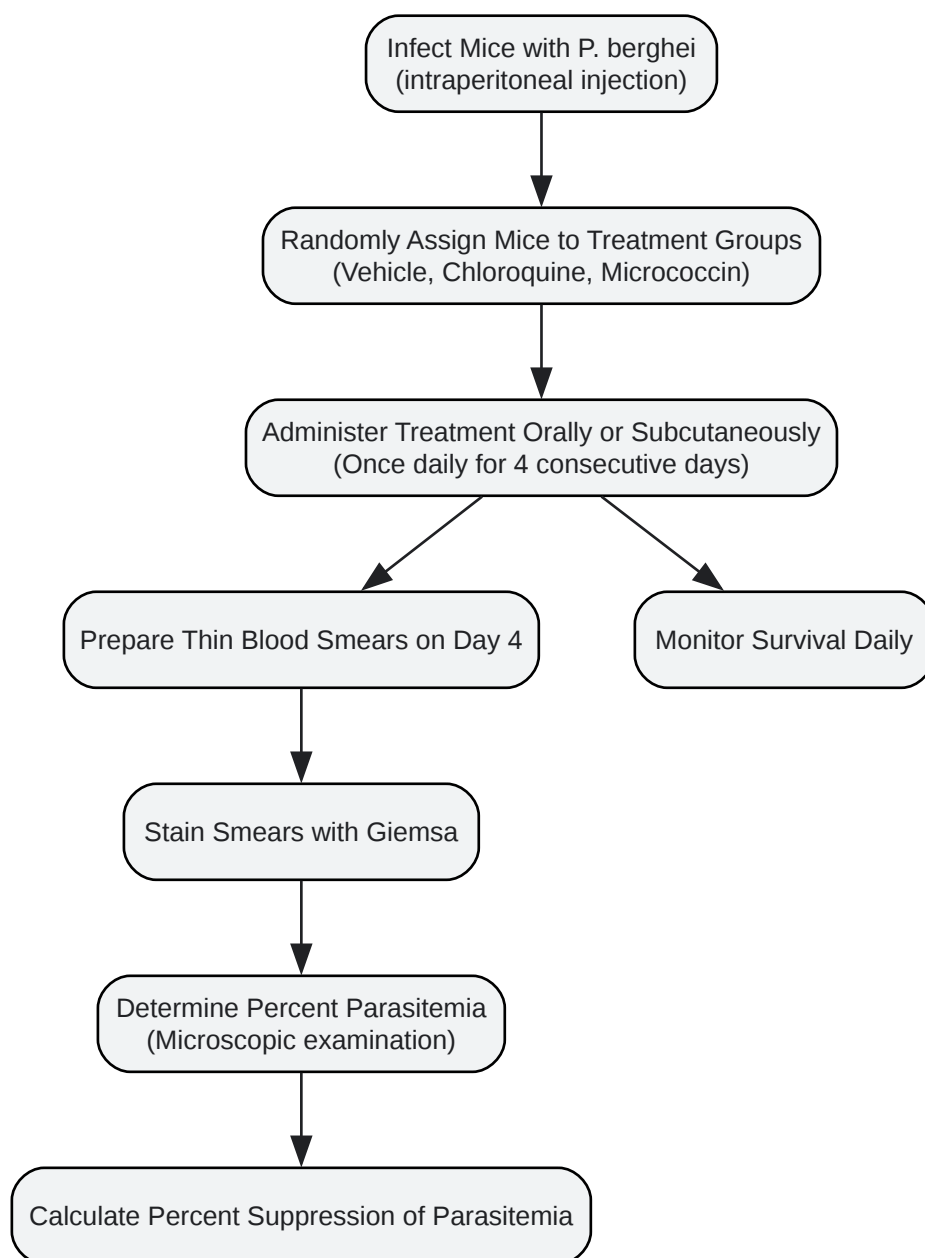 Infect Mice with P. berghei
(intraperitoneal injection)
Randomly Assign Mice to Treatment Groups
(Vehicle, Chloroquine, Micrococcin)
Administer Treatment Orally or Subcutaneously
(Once daily for 4 consecutive days)
Prepare Thin Blood Smears on Day 4
Monitor Survival Daily
Stain Smears with Giemsa
Determine Percent Parasitemia
(Microscopic examination)
Calculate Percent Suppression of Parasitemia